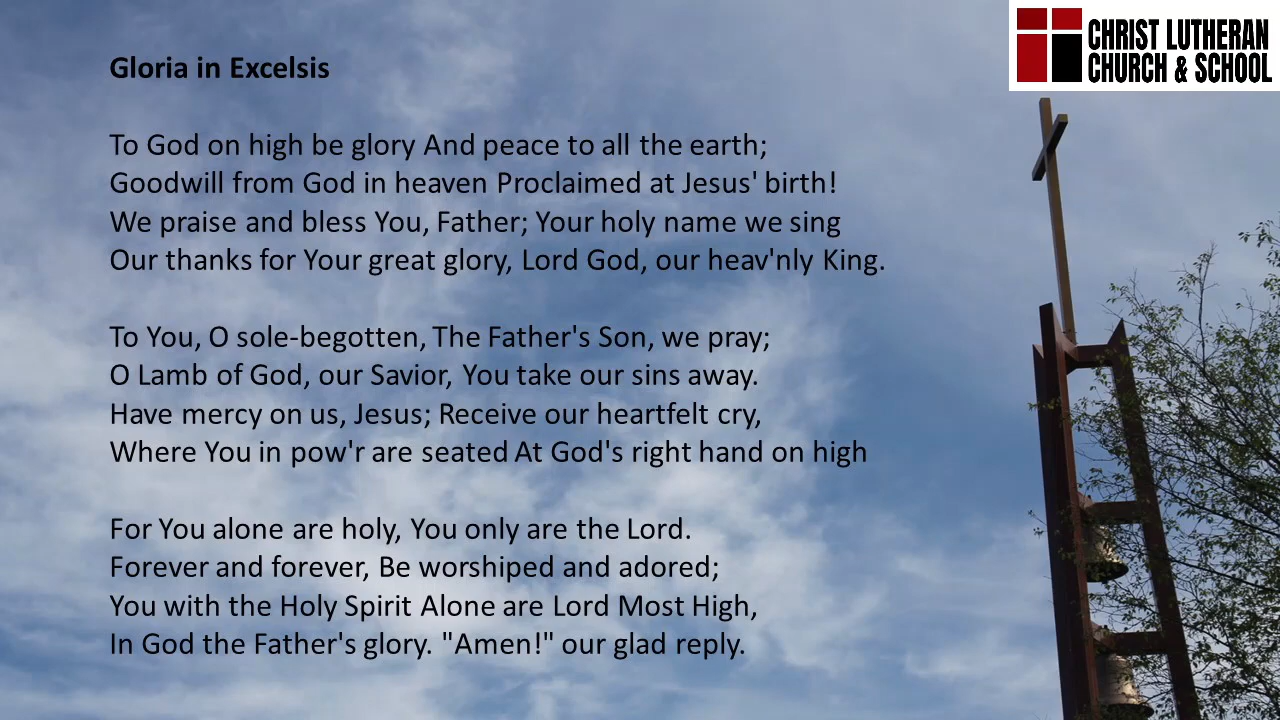 CHRIST LUTHERAN
CHURCH & SCHOOL
Gloria in Excelsis
To God on high be glory And peace to all the earth;
Goodwill from God in heaven Proclaimed at Jesus' birth!
We praise and bless You, Father; Your holy name we sing
Our thanks for Your great glory, Lord God, our heav'nly King.
To You, O sole-begotten, The Father's Son, we pray;
O Lamb of God, our Savior, You take our sins away.
Have mercy on us, Jesus; Receive our heartfelt cry,
Where You in pow'r are seated At God's right hand on high
For You alone are holy, You only are the Lord.
Forever and forever, Be worshiped and adored;
You with the Holy Spirit Alone are Lord Most High,
In God the Father's glory. "Amen!" our glad reply.